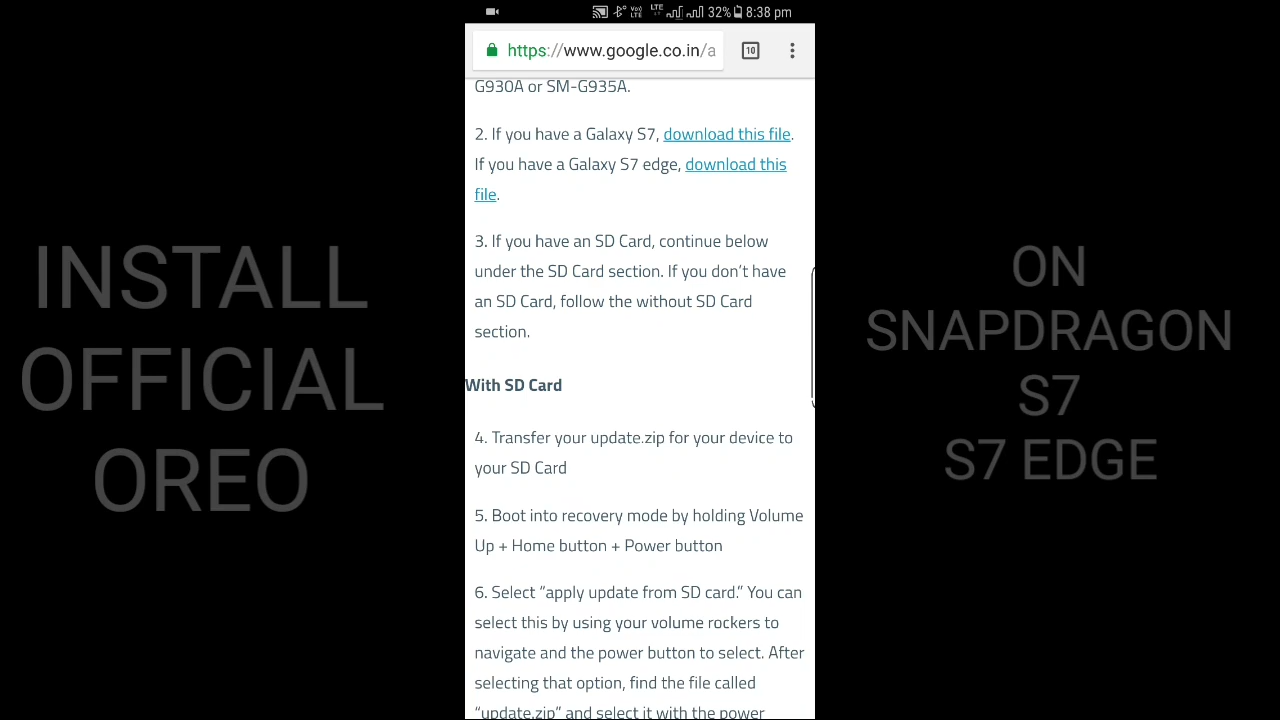 INSTALL
OFFICIAL
OREO
VoLTE LTE 32% 8:38 pm
https://www.google.co.in/a
10
G930A or SM-G935A.
2. If you have a Galaxy S7, download this file.
If you have a Galaxy S7 edge, download this
file.
3. If you have an SD Card, continue below
under the SD Card section. If you don't have
an SD Card, follow the without SD Card
section.
With SD Card
4. Transfer your update.zip for your device to
your SD Card
5. Boot into recovery mode by holding Volume
Up + Home button + Power button
6. Select "apply update from SD card." You can
select this by using your volume rockers to
navigate and the power button to select. After
selecting that option, find the file called
"update.zip" and select it with the power
ON
SNAPDRAGON
S7
S7 EDGE